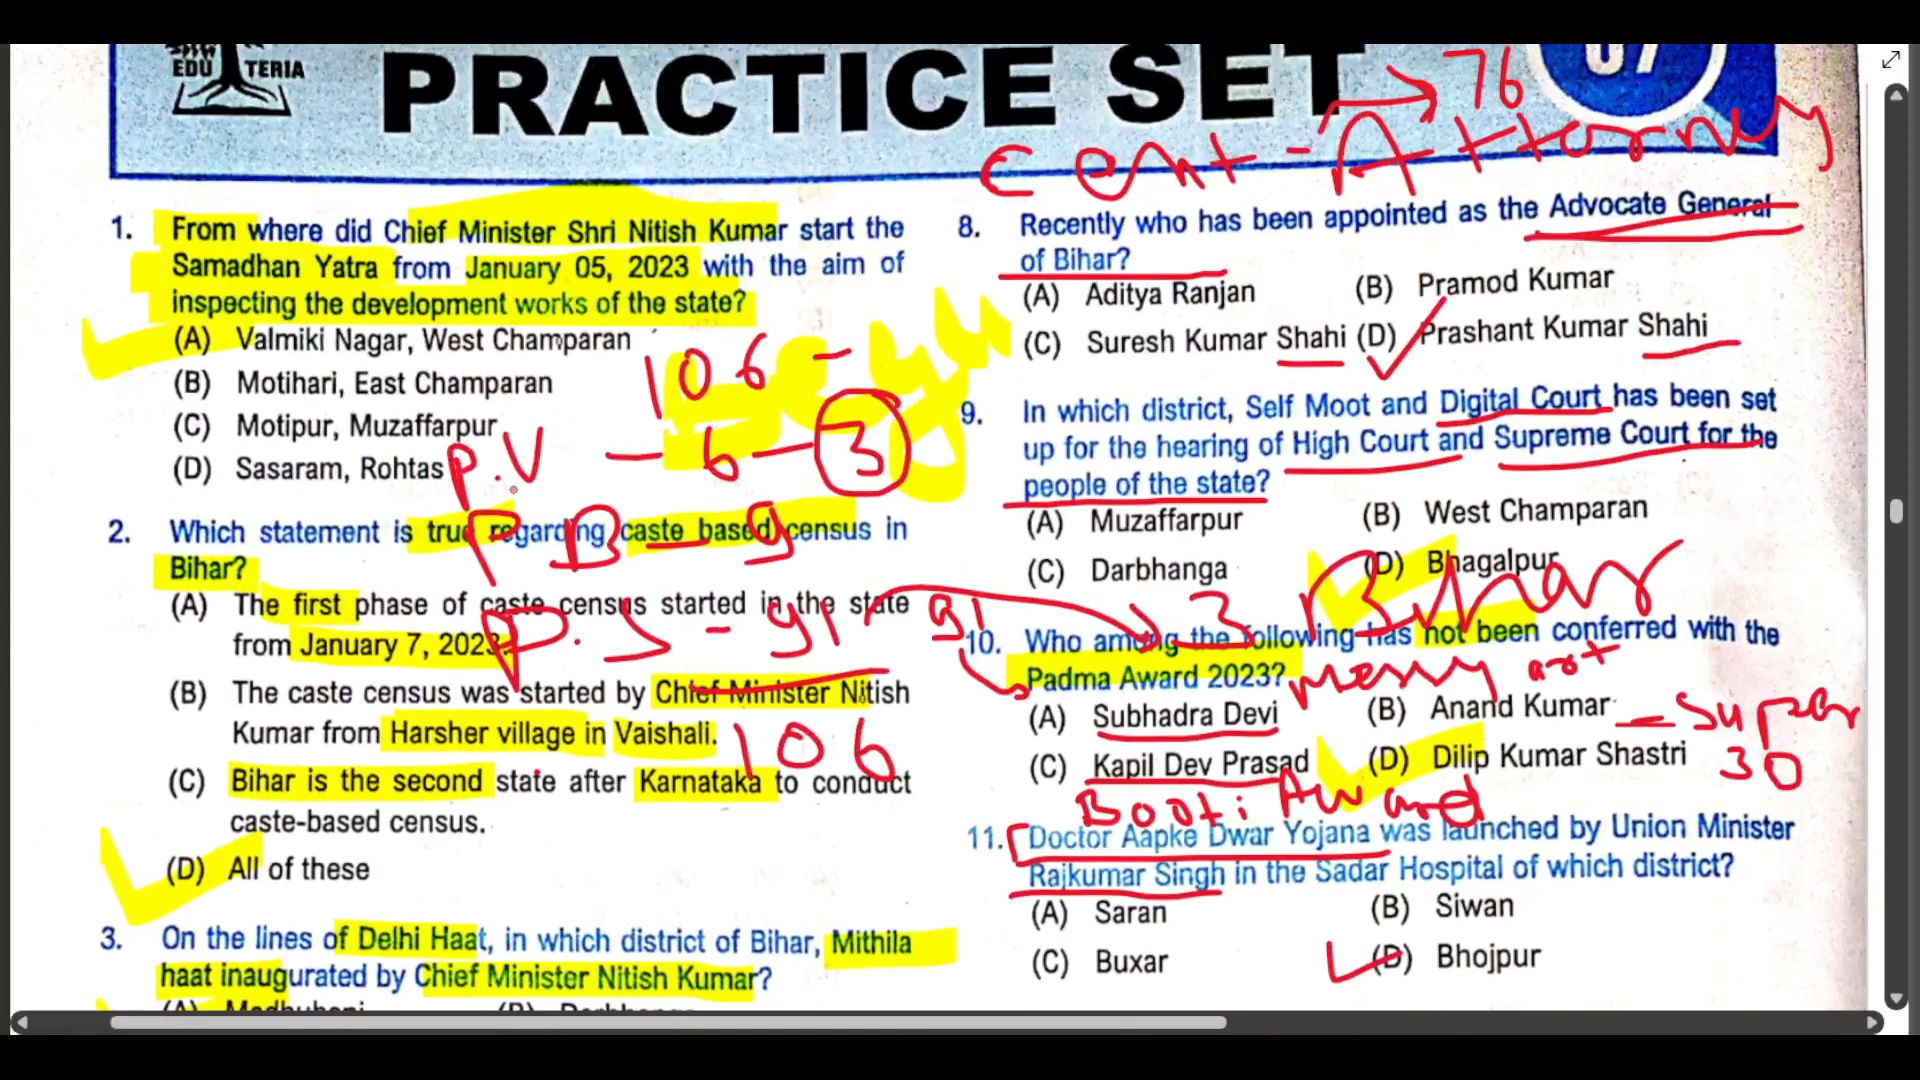 EDU TERIA
PRACTICE SET
07
→ 76
Cent - Attorney
1. From where did Chief Minister Shri Nitish Kumar start the
Samadhan Yatra from January 05, 2023 with the aim of
inspecting the development works of the state?
(A) Valmiki Nagar, West Champaran
(B) Motihari, East Champaran
(C) Motipur, Muzaffarpur
(D) Sasaram, Rohtas
106 -
P.V - 6 - 3
P B - 9
P.S - 91
106
2. Which statement is true regarding caste based census in
Bihar?
(A) The first phase of caste census started in the state
from January 7, 2023.
(B) The caste census was started by Chief Minister Nitish
Kumar from Harsher village in Vaishali.
(C) Bihar is the second state after Karnataka to conduct
caste-based census.
(D) All of these
3. On the lines of Delhi Haat, in which district of Bihar, Mithila
haat inaugurated by Chief Minister Nitish Kumar?
(A) Madhubani (B) Darbhanga
8. Recently who has been appointed as the Advocate General
of Bihar?
(A) Aditya Ranjan (B) Pramod Kumar
(C) Suresh Kumar Shahi (D) Prashant Kumar Shahi
9. In which district, Self Moot and Digital Court has been set
up for the hearing of High Court and Supreme Court for the
people of the state?
(A) Muzaffarpur (B) West Champaran
(C) Darbhanga (D) Bhagalpur
91 3 Bihar
10. Who among the following has not been conferred with the
Padma Award 2023?
(A) Subhadra Devi (B) Anand Kumar - Super
30
(C) Kapil Dev Prasad (D) Dilip Kumar Shastri
Booti Award
11. Doctor Aapke Dwar Yojana was launched by Union Minister
Rajkumar Singh in the Sadar Hospital of which district?
(A) Saran (B) Siwan
(C) Buxar (D) Bhojpur